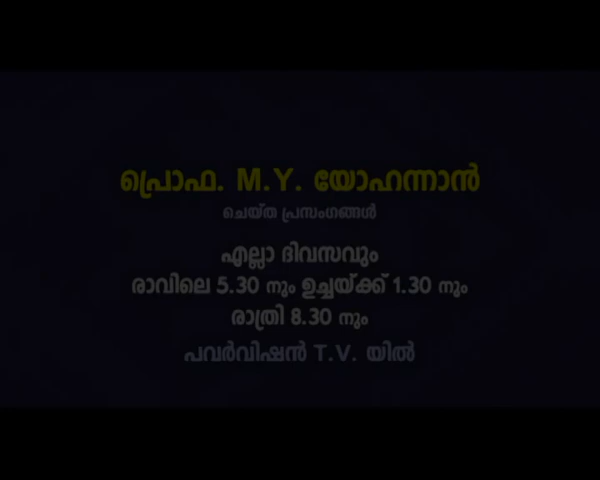 പ്രൊഫ. M.Y. യോഹന്നാൻ
ചെയ്ത പ്രസംഗങ്ങൾ
എല്ലാ ദിവസവും
രാവിലെ 5.30 നും ഉച്ചയ്ക്ക് 1.30 നും
രാത്രി 8.30 നും
പവർവിഷൻ T.V. യിൽ